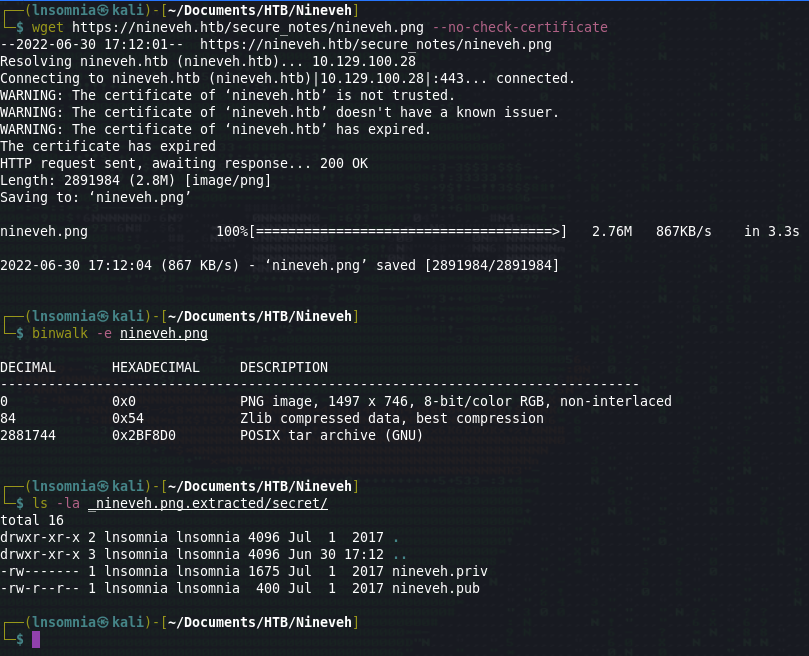 ┌──(lnsomnia㉿kali)-[~/Documents/HTB/Nineveh]
└─$ wget https://nineveh.htb/secure_notes/nineveh.png --no-check-certificate
--2022-06-30 17:12:01--  https://nineveh.htb/secure_notes/nineveh.png
Resolving nineveh.htb (nineveh.htb)... 10.129.100.28
Connecting to nineveh.htb (nineveh.htb)|10.129.100.28|:443... connected.
WARNING: The certificate of ‘nineveh.htb’ is not trusted.
WARNING: The certificate of ‘nineveh.htb’ doesn't have a known issuer.
WARNING: The certificate of ‘nineveh.htb’ has expired.
The certificate has expired
HTTP request sent, awaiting response... 200 OK
Length: 2891984 (2.8M) [image/png]
Saving to: ‘nineveh.png’
nineveh.png                100%[=====================================>]   2.76M   867KB/s    in 3.3s
2022-06-30 17:12:04 (867 KB/s) - ‘nineveh.png’ saved [2891984/2891984]
┌──(lnsomnia㉿kali)-[~/Documents/HTB/Nineveh]
└─$ binwalk -e nineveh.png
DECIMAL       HEXADECIMAL     DESCRIPTION
--------------------------------------------------------------------------------
0             0x0             PNG image, 1497 x 746, 8-bit/color RGB, non-interlaced
84            0x54            Zlib compressed data, best compression
2881744       0x2BF8D0        POSIX tar archive (GNU)
┌──(lnsomnia㉿kali)-[~/Documents/HTB/Nineveh]
└─$ ls -la _nineveh.png.extracted/secret/
total 16
drwxr-xr-x 2 lnsomnia lnsomnia 4096 Jul  1  2017 .
drwxr-xr-x 3 lnsomnia lnsomnia 4096 Jun 30 17:12 ..
-rw------- 1 lnsomnia lnsomnia 1675 Jul  1  2017 nineveh.priv
-rw-r--r-- 1 lnsomnia lnsomnia  400 Jul  1  2017 nineveh.pub
┌──(lnsomnia㉿kali)-[~/Documents/HTB/Nineveh]
└─$